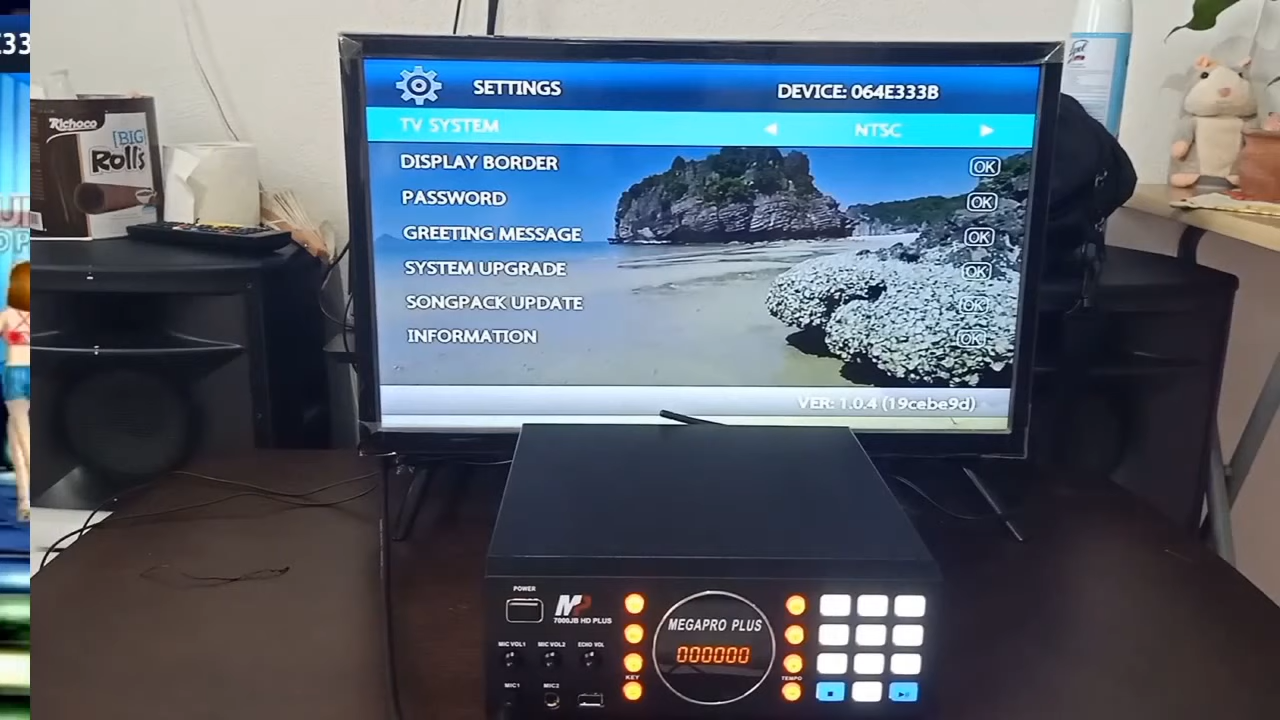 33
SETTINGS
DEVICE: 064E333B
TV SYSTEM
NTSC
DISPLAY BORDER
OK
PASSWORD
OK
GREETING MESSAGE
OK
SYSTEM UPGRADE
OK
SONGPACK UPDATE
OK
INFORMATION
OK
VER: 1.0.4 (19cebe9d)
Richoco
[BIG]
Rolls
POWER
MP
7000JB HD PLUS
MEGAPRO PLUS
000000
MIC VOL1
MIC VOL2
ECHO VOL
MIC1
MIC2
KEY
TEMPO